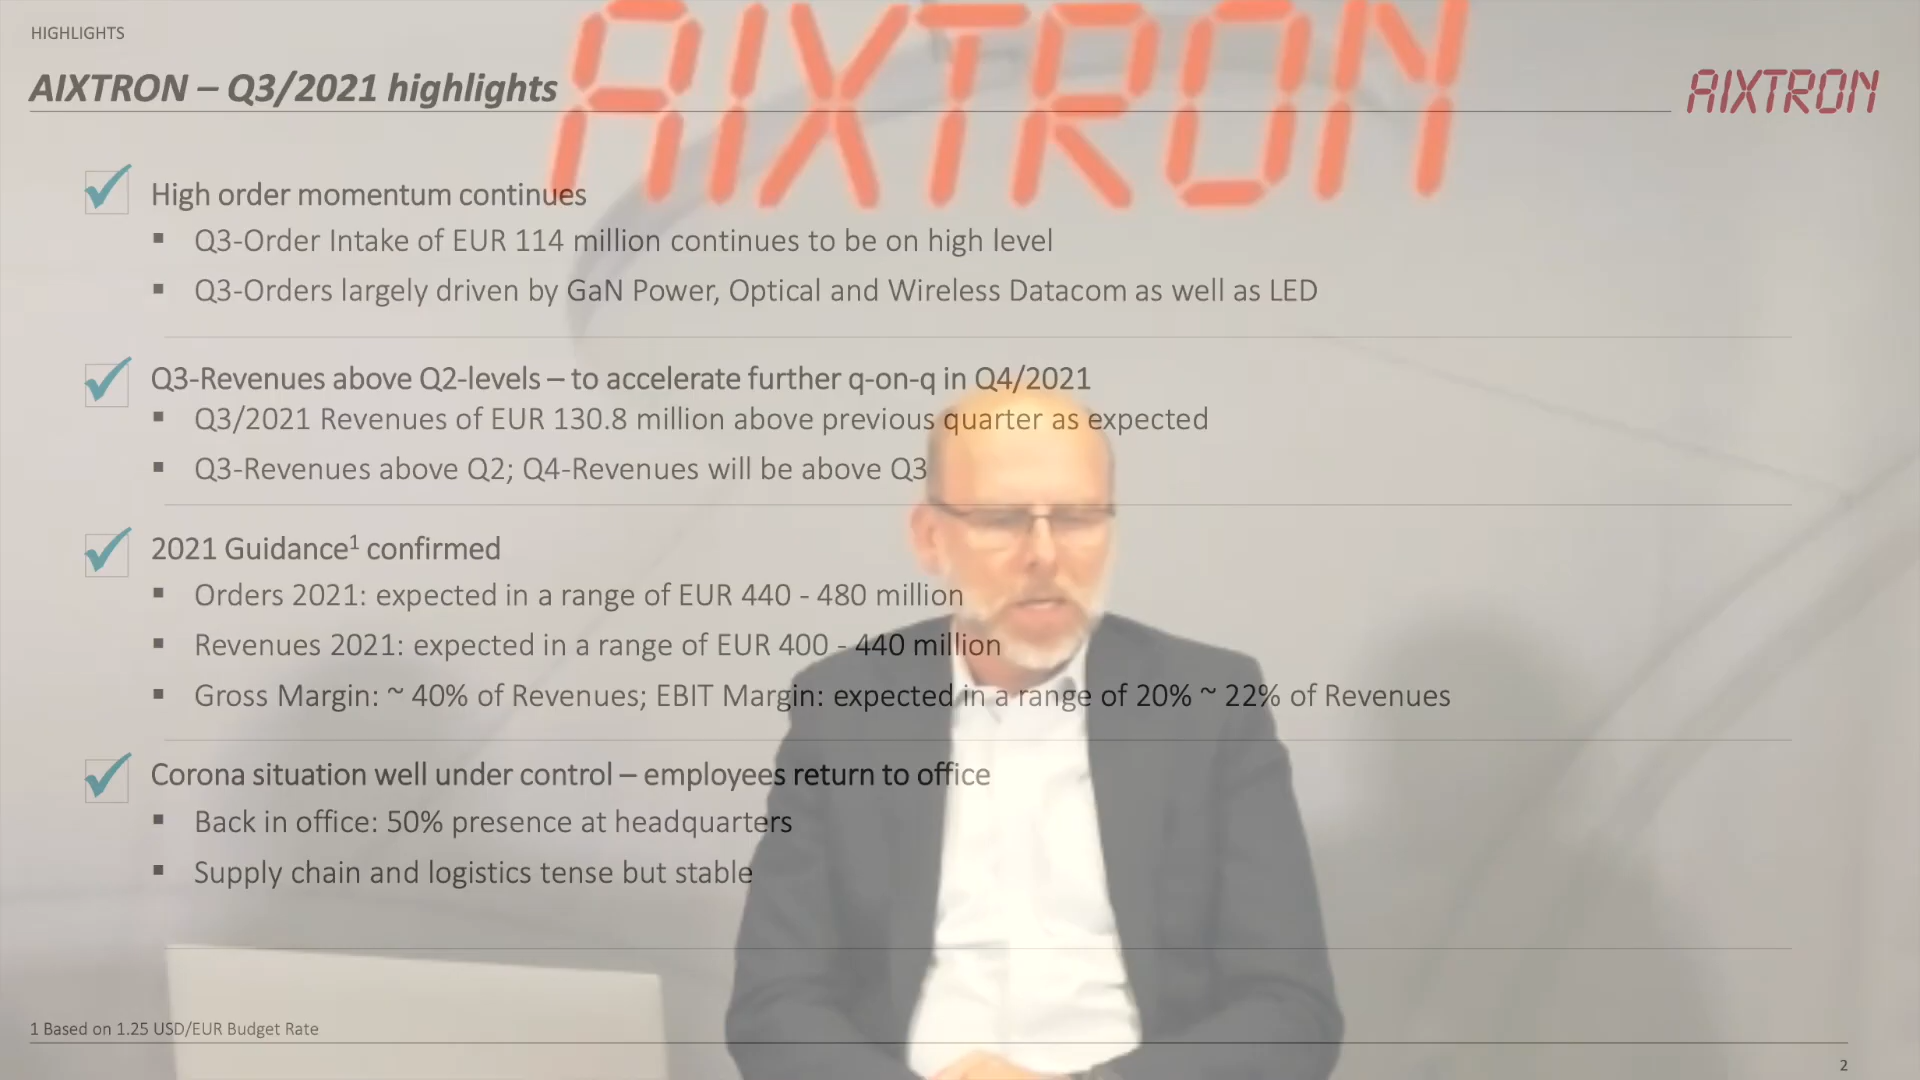 HIGHLIGHTS
AIXTRON
AIXTRON – Q3/2021 highlights
AIXTRON
High order momentum continues
▪ Q3-Order Intake of EUR 114 million continues to be on high level
▪ Q3-Orders largely driven by GaN Power, Optical and Wireless Datacom as well as LED
Q3-Revenues above Q2-levels – to accelerate further q-on-q in Q4/2021
▪ Q3/2021 Revenues of EUR 130.8 million above previous quarter as expected
▪ Q3-Revenues above Q2; Q4-Revenues will be above Q3
2021 Guidance¹ confirmed
▪ Orders 2021: expected in a range of EUR 440 - 480 million
▪ Revenues 2021: expected in a range of EUR 400 - 440 million
▪ Gross Margin: ~ 40% of Revenues; EBIT Margin: expected in a range of 20% ~ 22% of Revenues
Corona situation well under control – employees return to office
▪ Back in office: 50% presence at headquarters
▪ Supply chain and logistics tense but stable
1 Based on 1.25 USD/EUR Budget Rate
2